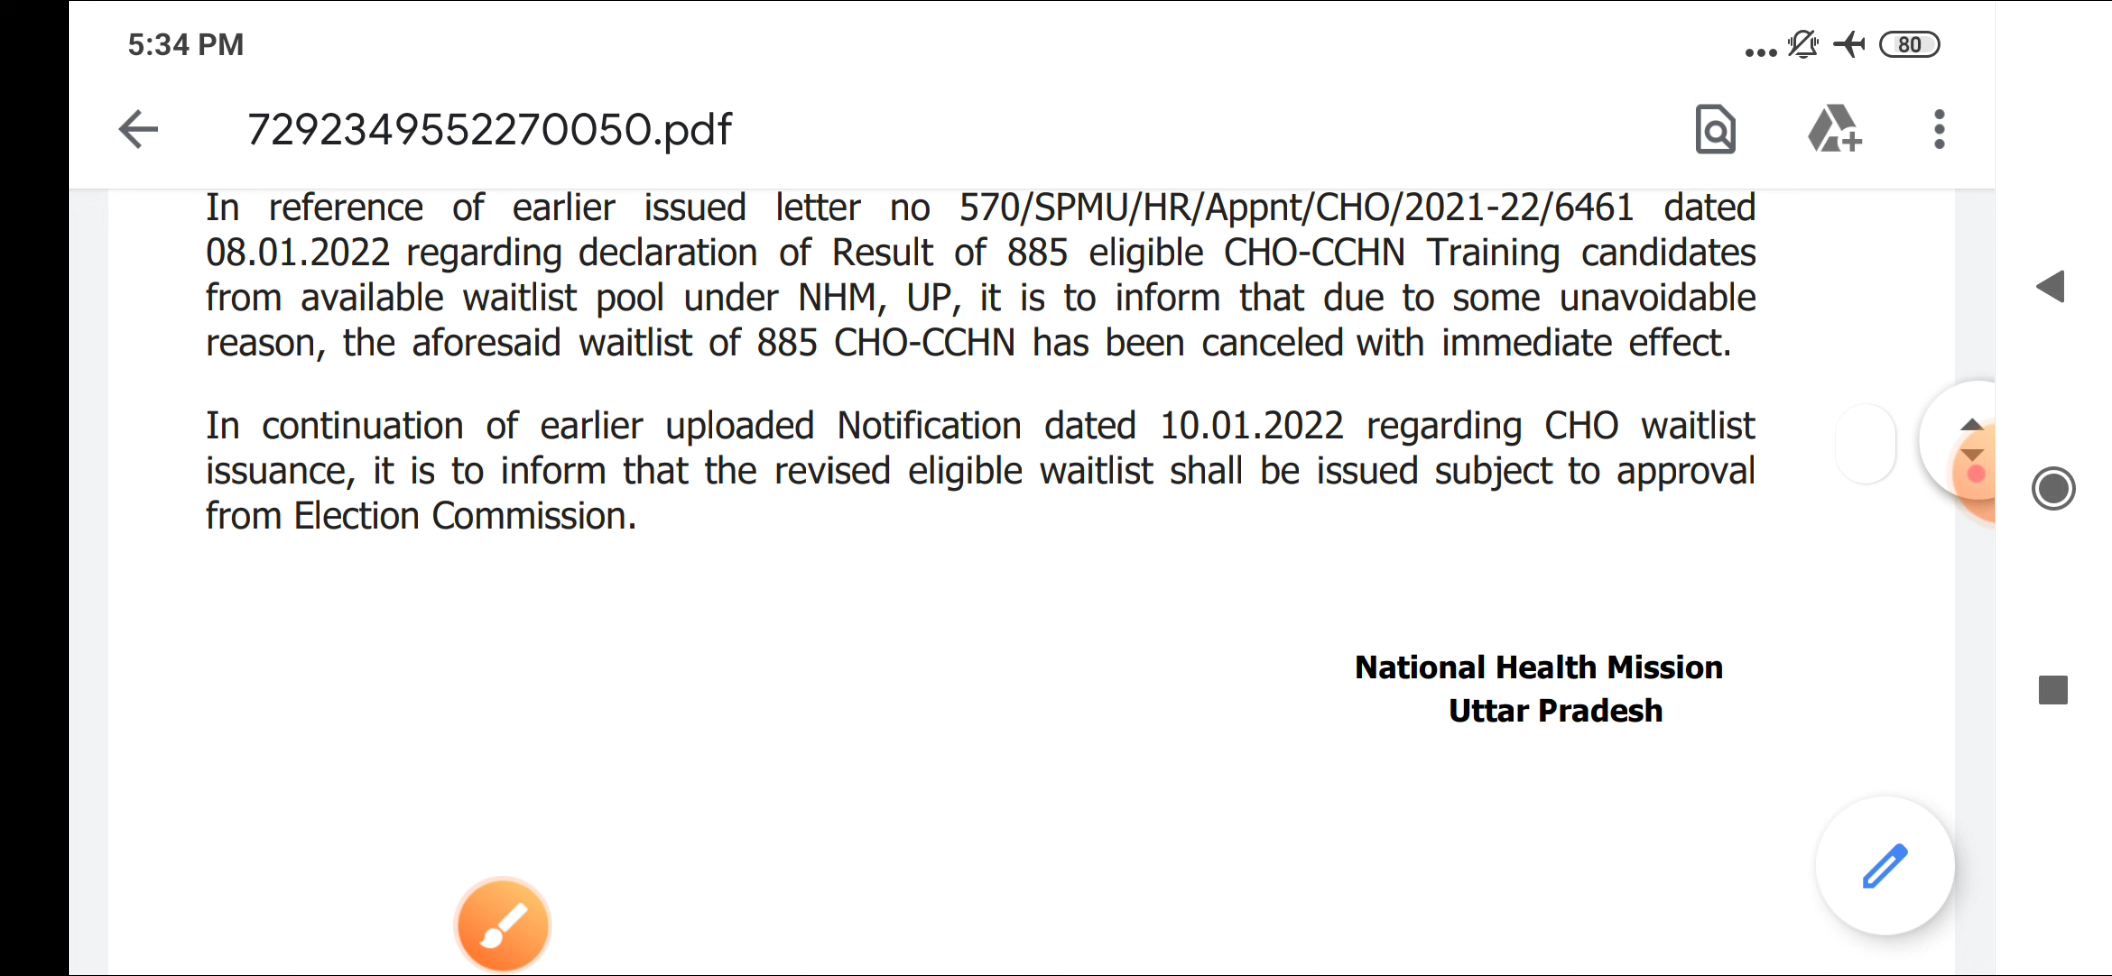 5:34 PM
80
7292349552270050.pdf
In reference of earlier issued letter no 570/SPMU/HR/Appnt/CHO/2021-22/6461 dated
08.01.2022 regarding declaration of Result of 885 eligible CHO-CCHN Training candidates
from available waitlist pool under NHM, UP, it is to inform that due to some unavoidable
reason, the aforesaid waitlist of 885 CHO-CCHN has been canceled with immediate effect.
In continuation of earlier uploaded Notification dated 10.01.2022 regarding CHO waitlist
issuance, it is to inform that the revised eligible waitlist shall be issued subject to approval
from Election Commission.
National Health Mission
Uttar Pradesh